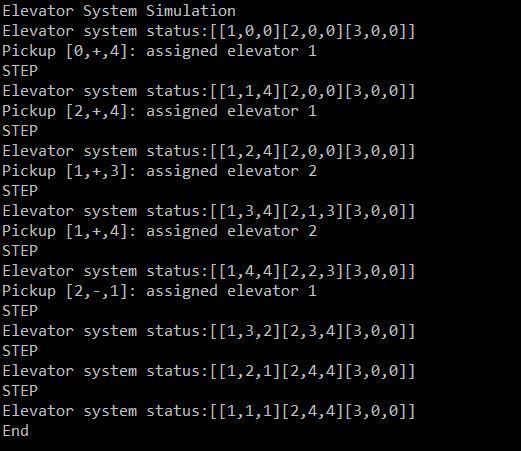 Elevator System Simulation
Elevator system status:[[1,0,0][2,0,0][3,0,0]]
Pickup [0,+,4]: assigned elevator 1
STEP
Elevator system status:[[1,1,4][2,0,0][3,0,0]]
Pickup [2,+,4]: assigned elevator 1
STEP
Elevator system status:[[1,2,4][2,0,0][3,0,0]]
Pickup [1,+,3]: assigned elevator 2
STEP
Elevator system status:[[1,3,4][2,1,3][3,0,0]]
Pickup [1,+,4]: assigned elevator 2
STEP
Elevator system status:[[1,4,4][2,2,3][3,0,0]]
Pickup [2,-,1]: assigned elevator 1
STEP
Elevator system status:[[1,3,2][2,3,4][3,0,0]]
STEP
Elevator system status:[[1,2,1][2,4,4][3,0,0]]
STEP
Elevator system status:[[1,1,1][2,4,4][3,0,0]]
End